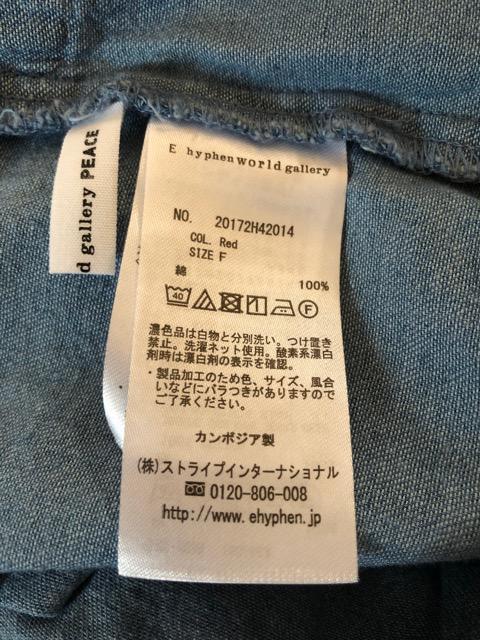 d gallery PEACE
E hyphen world gallery
NO. 20172H42014
COL. Red
SIZE F
綿 100%
40 F
濃色品は白物と分別洗い。つけ置き
禁止。洗濯ネット使用。酸素系漂白
剤時は漂白剤の表示を確認。
・製品加工のため色、サイズ、風合
いなどにバラつきがありますので
ご了承ください。
カンボジア製
(株)ストライプインターナショナル
0120-806-008
http://www.ehyphen.jp